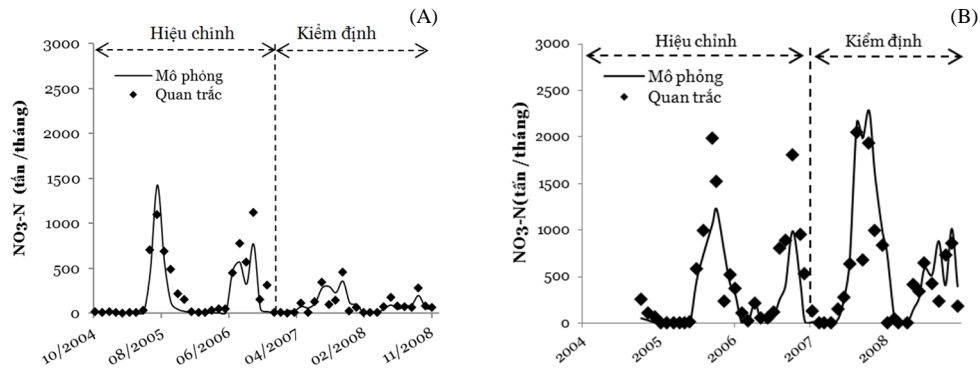 (A)
Hiệu chỉnh
Kiểm định
3000
2500
2000
1500
1000
500
0
NO3-N (tấn /tháng)
Mô phỏng
Quan trắc
10/2004
08/2005
06/2006
04/2007
02/2008
11/2008
(B)
Hiệu chỉnh
Kiểm định
3000
2500
2000
1500
1000
500
0
NO3-N(tấn /tháng)
Mô phỏng
Quan trắc
2004
2005
2006
2007
2008